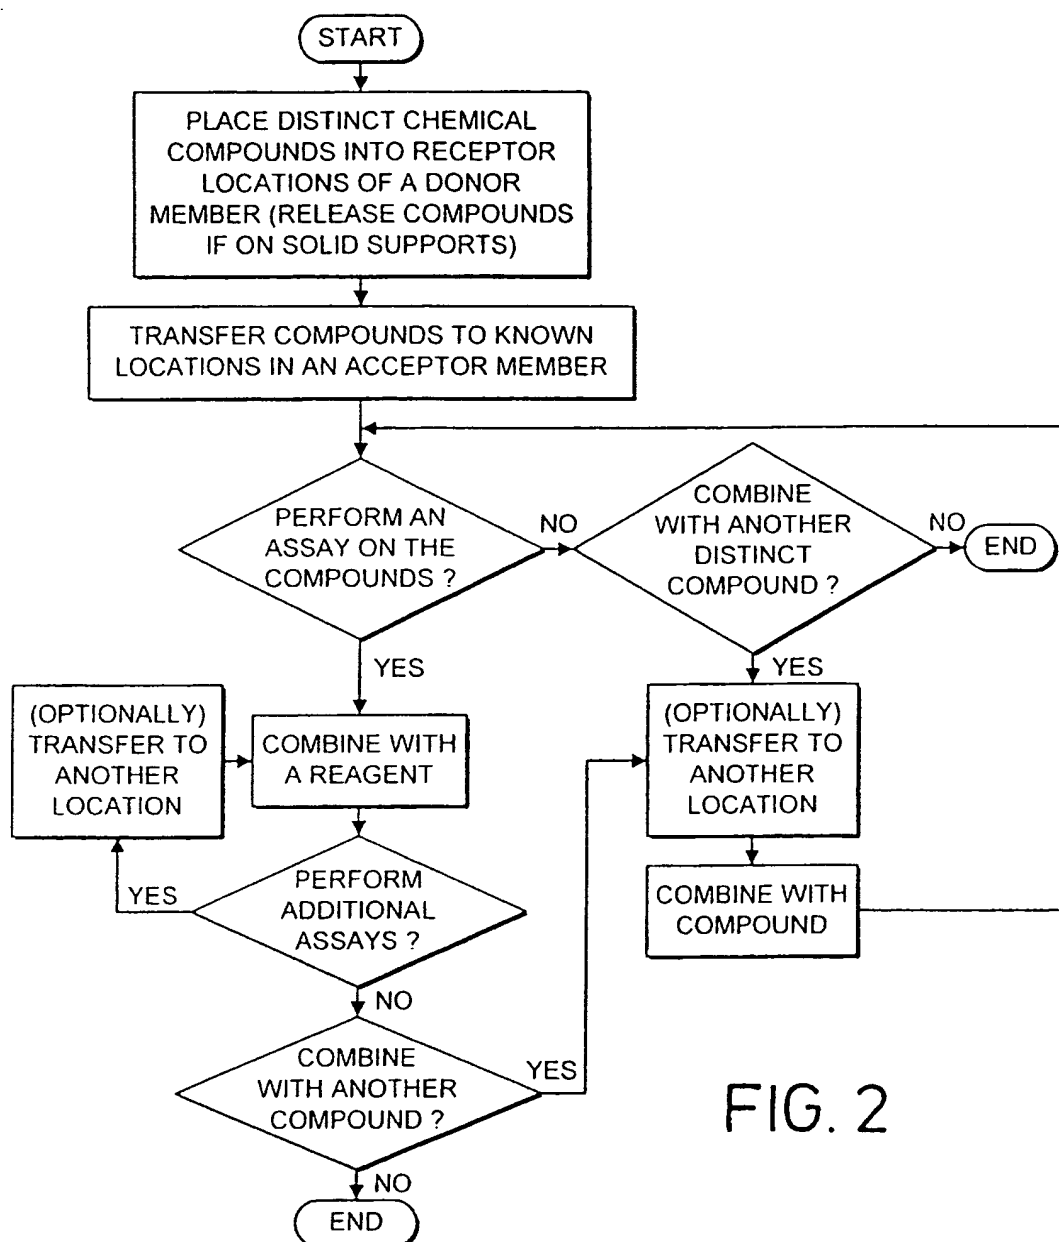 START
PLACE DISTINCT CHEMICAL
COMPOUNDS INTO RECEPTOR
LOCATIONS OF A DONOR
MEMBER (RELEASE COMPOUNDS
IF ON SOLID SUPPORTS)
TRANSFER COMPOUNDS TO KNOWN
LOCATIONS IN AN ACCEPTOR MEMBER
PERFORM AN
ASSAY ON THE
COMPOUNDS ?
NO
COMBINE
WITH ANOTHER
DISTINCT
COMPOUND ?
NO
END
YES
YES
(OPTIONALLY)
TRANSFER TO
ANOTHER
LOCATION
COMBINE WITH
A REAGENT
(OPTIONALLY)
TRANSFER TO
ANOTHER
LOCATION
YES
PERFORM
ADDITIONAL
ASSAYS ?
COMBINE WITH
COMPOUND
NO
COMBINE
WITH ANOTHER
COMPOUND ?
YES
NO
END
FIG. 2